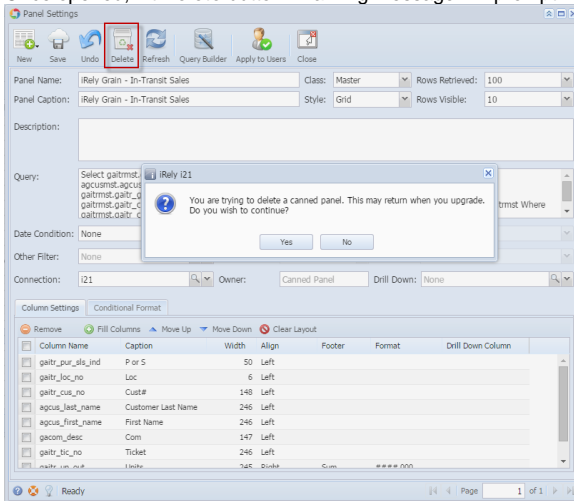 Panel Settings
New Save Undo Delete Refresh Query Builder Apply to Users Close
Panel Name: iRely Grain - In-Transit Sales Class: Master Rows Retrieved: 100
Panel Caption: iRely Grain - In-Transit Sales Style: Grid Rows Visible: 10
Description:
Query: Select gaitrmst.
agcusmst.agcus
gaitrmst.gaitr_g
gaitrmst.gaitr_c trmst Where
gaitrmst.gaitr_c
iRely i21
You are trying to delete a canned panel. This may return when you upgrade.
Do you wish to continue?
Yes No
Date Condition: None
Other Filter: None
Connection: i21 Owner: Canned Panel Drill Down: None
Column Settings Conditional Format
Remove Fill Columns Move Up Move Down Clear Layout
Column Name Caption Width Align Footer Format Drill Down Column
gaitr_pur_sls_ind P or S 50 Left
gaitr_loc_no Loc 6 Left
gaitr_cus_no Cust# 148 Left
agcus_last_name Customer Last Name 246 Left
agcus_first_name First Name 246 Left
gacom_desc Com 147 Left
gaitr_tic_no Ticket 246 Left
gaitr_un_out Units 245 Right Sum ####.000
Ready Page 1 of 1